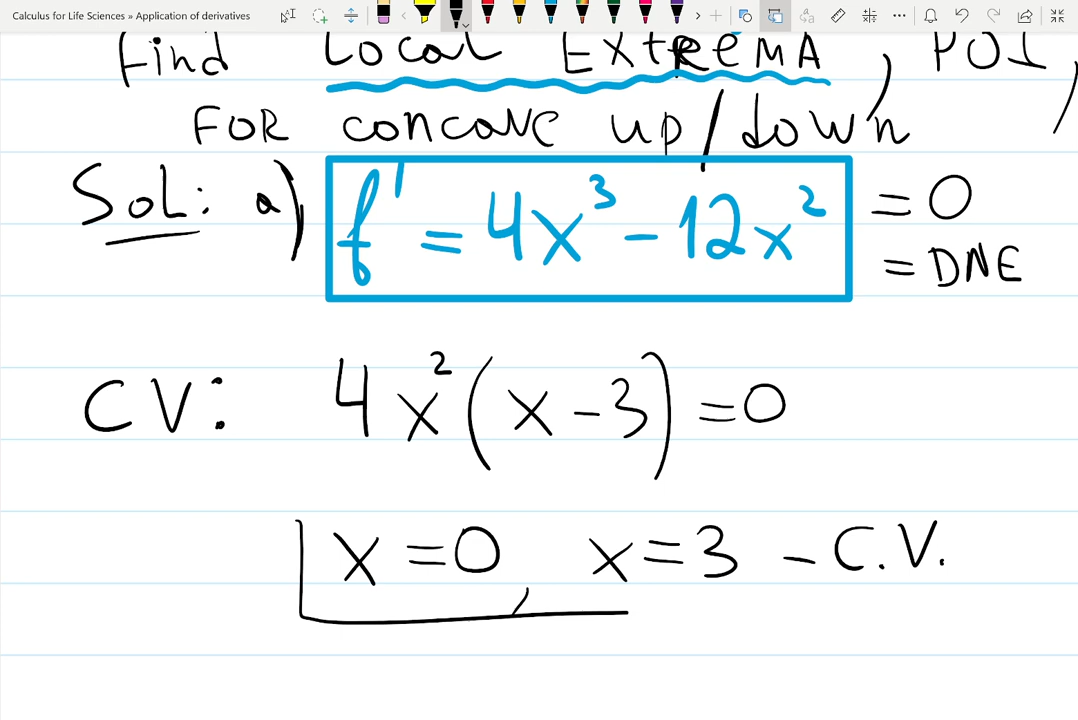 Calculus for Life Sciences » Application of derivatives
Find Local ExtremA, POI,
FOR concave up/down
Sol: a) f' = 4x³ - 12x² = 0
= DNE
CV: 4x²(x-3) = 0
x = 0, x = 3 - C.V.